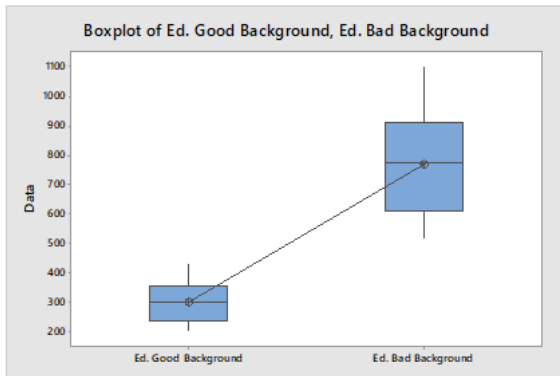 Boxplot of Ed. Good Background, Ed. Bad Background
1100
1000
900
800
700
600
500
400
300
200
Data
Ed. Good Background
Ed. Bad Background